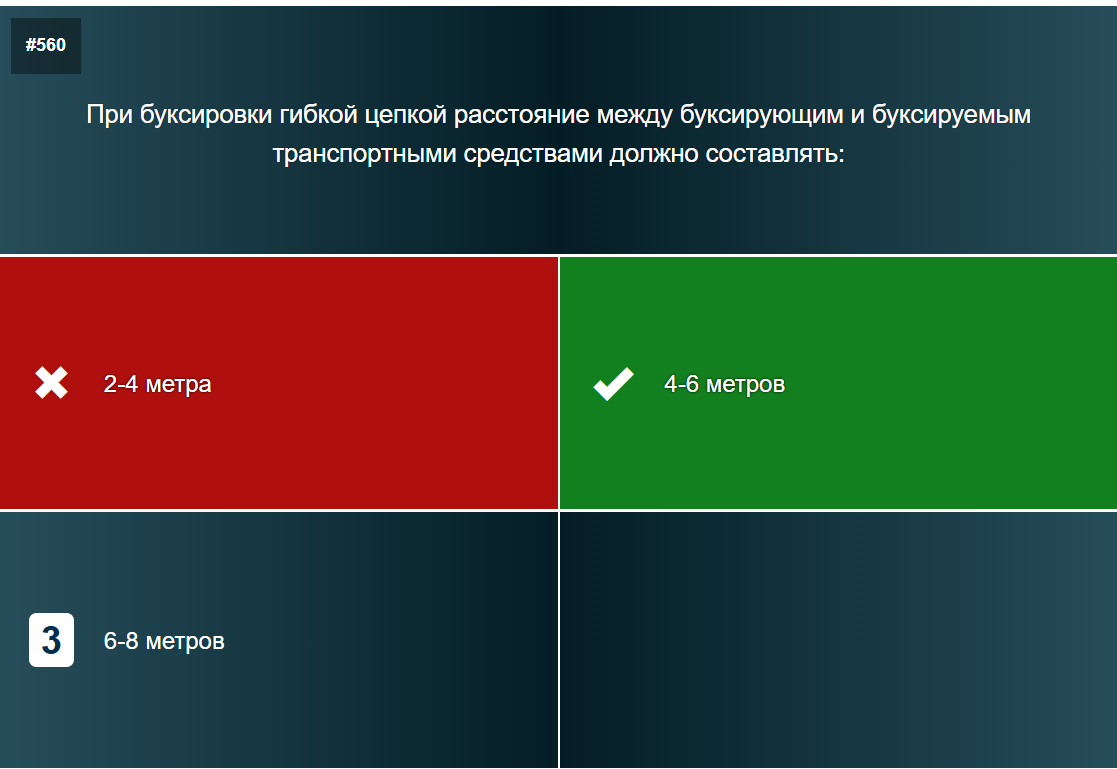 #560
При буксировки гибкой цепкой расстояние между буксирующим и буксируемым
транспортными средствами должно составлять:
2-4 метра
4-6 метров
3
6-8 метров